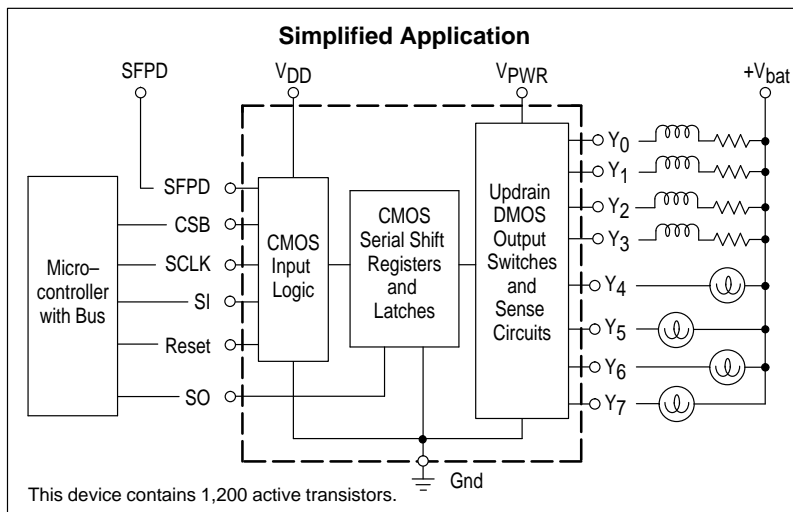 Simplified Application
SFPD
VDD
VPWR
+Vbat
SFPD
CSB
SCLK
SI
Reset
SO
Micro–
controller
with Bus
CMOS
Input
Logic
CMOS
Serial Shift
Registers
and
Latches
Updrain
DMOS
Output
Switches
and
Sense
Circuits
Y0
Y1
Y2
Y3
Y4
Y5
Y6
Y7
Gnd
This device contains 1,200 active transistors.